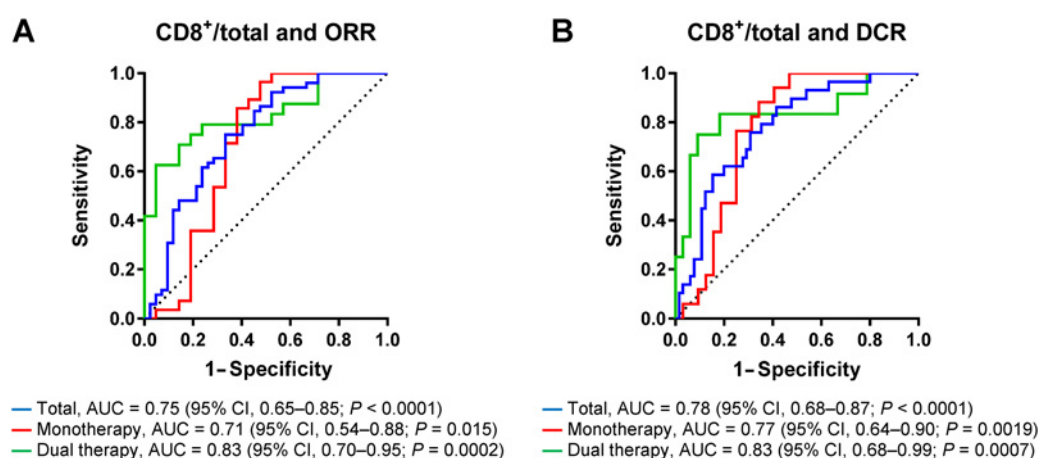 A
CD8⁺/total and ORR
1.0
0.8
0.6
0.4
0.2
0.0
Sensitivity
0.0 0.2 0.4 0.6 0.8 1.0
1–Specificity
Total, AUC = 0.75 (95% CI, 0.65–0.85; P < 0.0001)
Monotherapy, AUC = 0.71 (95% CI, 0.54–0.88; P = 0.015)
Dual therapy, AUC = 0.83 (95% CI, 0.70–0.95; P = 0.0002)
B
CD8⁺/total and DCR
1.0
0.8
0.6
0.4
0.2
0.0
Sensitivity
0.0 0.2 0.4 0.6 0.8 1.0
1–Specificity
Total, AUC = 0.78 (95% CI, 0.68–0.87; P < 0.0001)
Monotherapy, AUC = 0.77 (95% CI, 0.64–0.90; P = 0.0019)
Dual therapy, AUC = 0.83 (95% CI, 0.68–0.99; P = 0.0007)